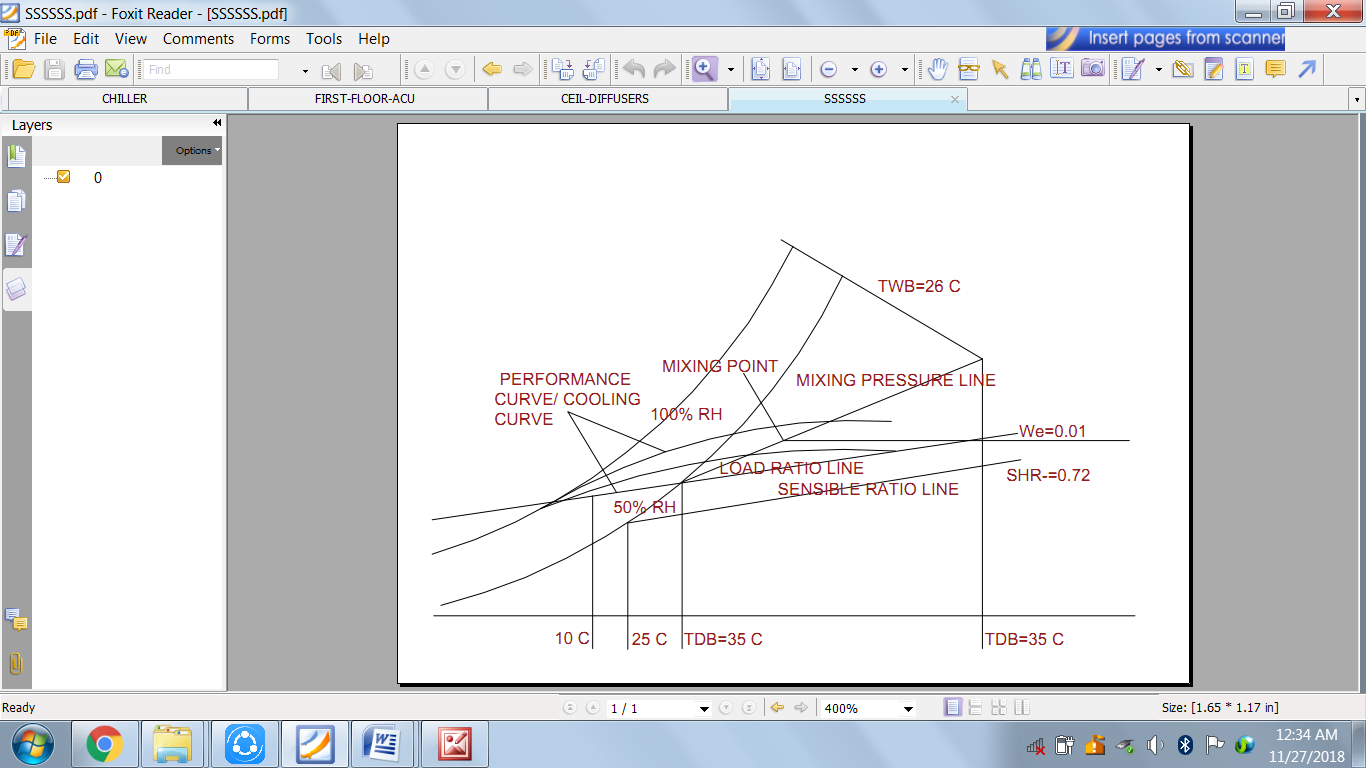 SSSSSS.pdf - Foxit Reader - [SSSSSS.pdf]
File Edit View Comments Forms Tools Help
Insert pages from scanner
Find
CHILLER FIRST-FLOOR-ACU CEIL-DIFFUSERS SSSSSS
Layers
Options
0
TWB=26 C
MIXING POINT
MIXING PRESSURE LINE
PERFORMANCE
CURVE/ COOLING
CURVE
100% RH
We=0.01
LOAD RATIO LINE
SHR-=0.72
SENSIBLE RATIO LINE
50% RH
10 C 25 C TDB=35 C TDB=35 C
Ready 1 / 1 400% Size: [1.65 * 1.17 in]
12:34 AM
11/27/2018